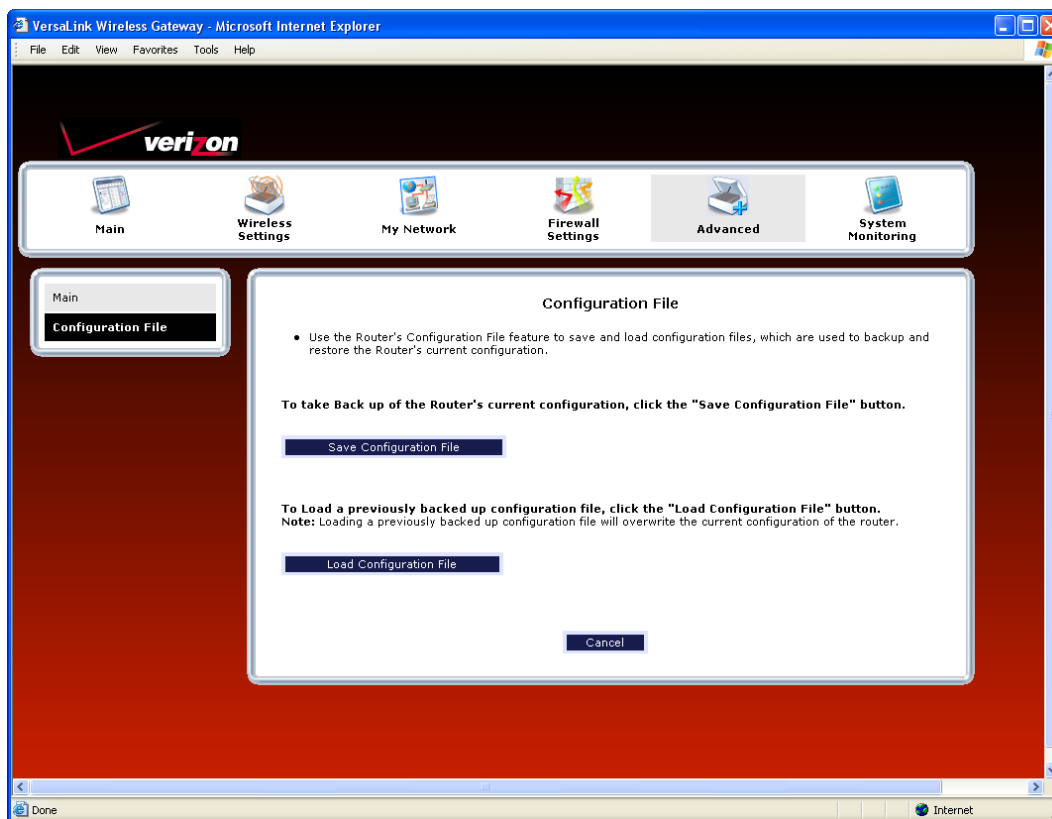 VersaLink Wireless Gateway - Microsoft Internet Explorer
File Edit View Favorites Tools Help
verizon
Main
Wireless Settings
My Network
Firewall Settings
Advanced
System Monitoring
Main
Configuration File
Configuration File
• Use the Router's Configuration File feature to save and load configuration files, which are used to backup and
restore the Router's current configuration.
To take Back up of the Router's current configuration, click the "Save Configuration File" button.
Save Configuration File
To Load a previously backed up configuration file, click the "Load Configuration File" button.
Note: Loading a previously backed up configuration file will overwrite the current configuration of the router.
Load Configuration File
Cancel
Done
Internet